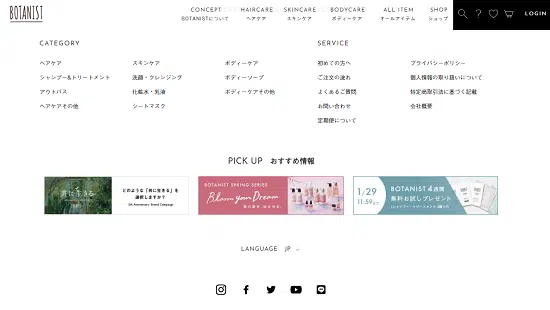 BOTANIST
CONCEPT HAIRCARE SKINCARE BODYCARE ALL ITEM SHOP LOGIN
BOTANISTについて ヘアケア スキンケア ボディーケア オールアイテム ショップ
CATEGORY SERVICE
ヘアケア スキンケア ボディーケア 初めての方へ プライバシーポリシー
シャンプー&トリートメント 洗顔・クレンジング ボディーソープ ご注文の流れ 個人情報の取り扱いについて
アウトバス 化粧水・乳液 ボディーケアその他 よくあるご質問 特定商取引法に基づく記載
ヘアケアその他 シートマスク お問い合わせ 会社概要
定期便について
PICK UP おすすめ情報
共に生きる
どのような「共に生きる」を
選択しますか?
5th Anniversary Brand Campaign
BOTANIST SPRING SERIES
Bloom your Dream
1/29
11:59まで
BOTANIST 4週間
無料お試しプレゼント
LANGUAGE JP